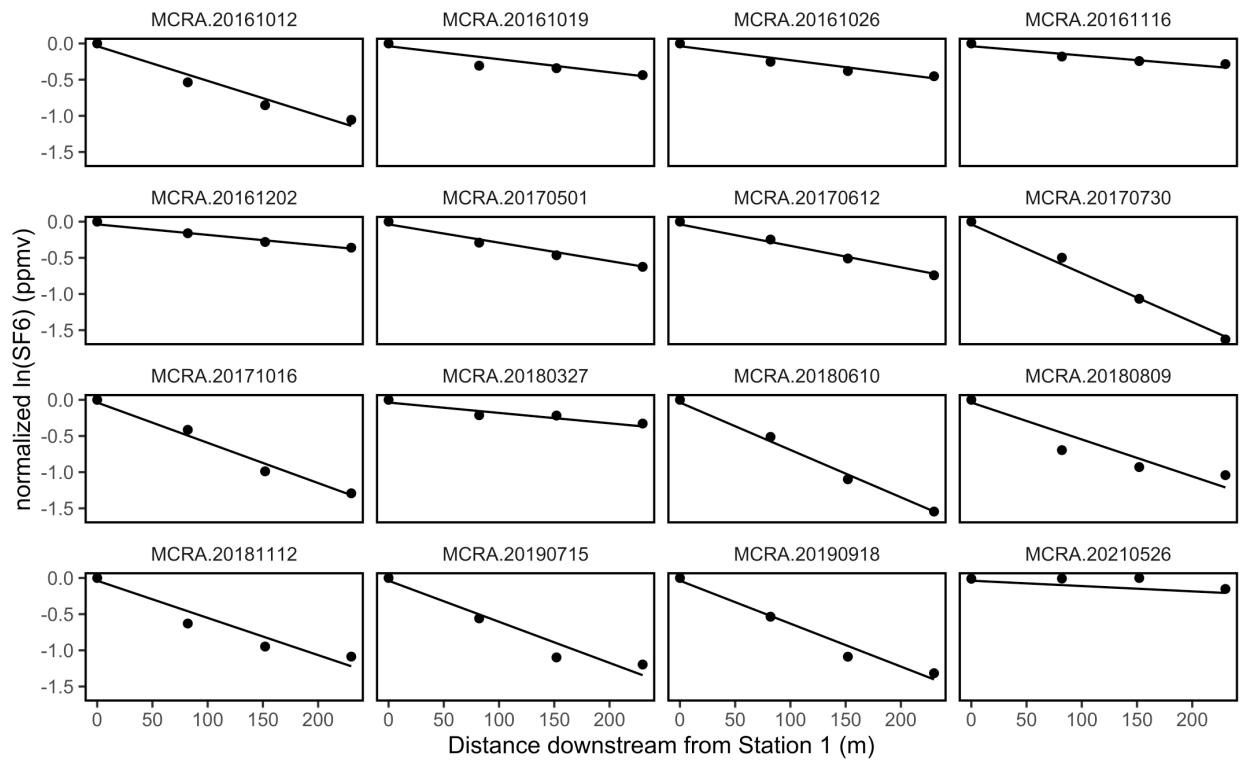 MCRA.20161012 MCRA.20161019 MCRA.20161026 MCRA.20161116
0.0
-0.5
-1.0
-1.5
MCRA.20161202 MCRA.20170501 MCRA.20170612 MCRA.20170730
0.0
-0.5
-1.0
-1.5
MCRA.20171016 MCRA.20180327 MCRA.20180610 MCRA.20180809
0.0
-0.5
-1.0
-1.5
MCRA.20181112 MCRA.20190715 MCRA.20190918 MCRA.20210526
0.0
-0.5
-1.0
-1.5
0 50 100 150 200 0 50 100 150 200 0 50 100 150 200 0 50 100 150 200
Distance downstream from Station 1 (m)
normalized ln(SF6) (ppmv)